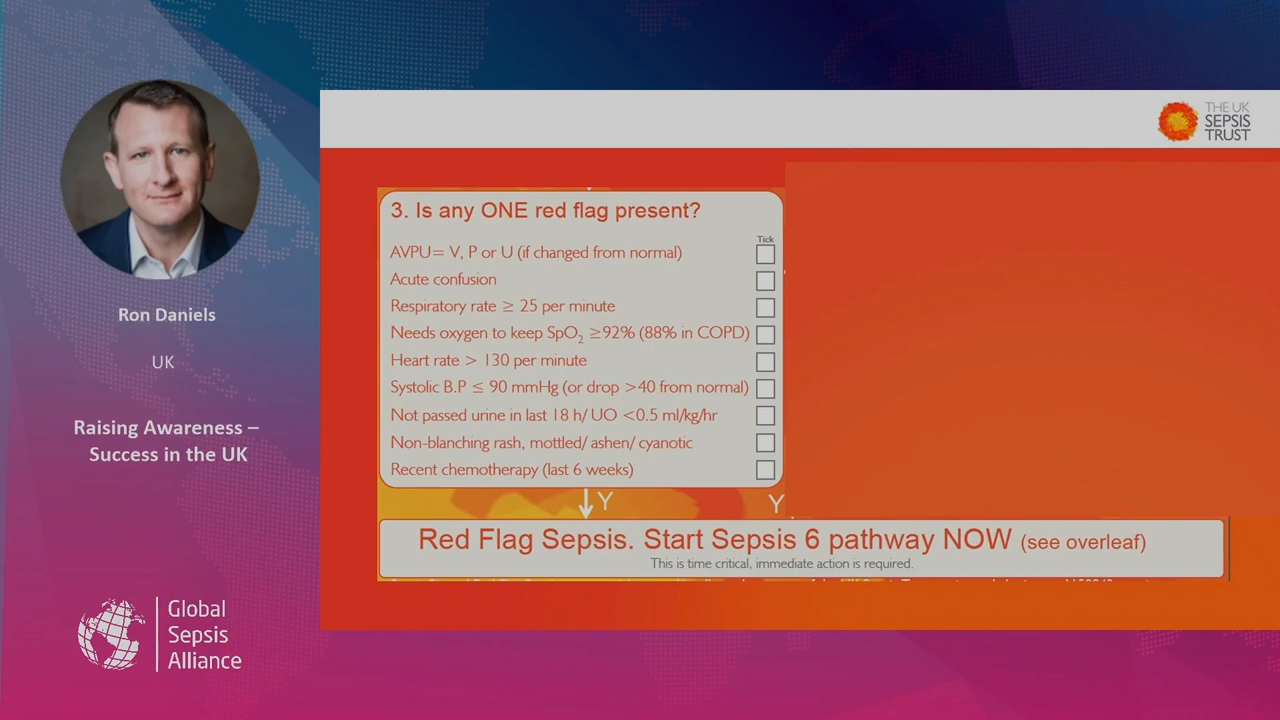 THE UK
SEPSIS
TRUST
3. Is any ONE red flag present?
Tick
AVPU= V, P or U (if changed from normal)
Acute confusion
Respiratory rate ≥ 25 per minute
Needs oxygen to keep SpO₂ ≥92% (88% in COPD)
Heart rate > 130 per minute
Systolic B.P ≤ 90 mmHg (or drop >40 from normal)
Not passed urine in last 18 h/ UO <0.5 ml/kg/hr
Non-blanching rash, mottled/ ashen/ cyanotic
Recent chemotherapy (last 6 weeks)
Y
Y
Red Flag Sepsis. Start Sepsis 6 pathway NOW (see overleaf)
This is time critical, immediate action is required.
Ron Daniels
UK
Raising Awareness –
Success in the UK
Global
Sepsis
Alliance